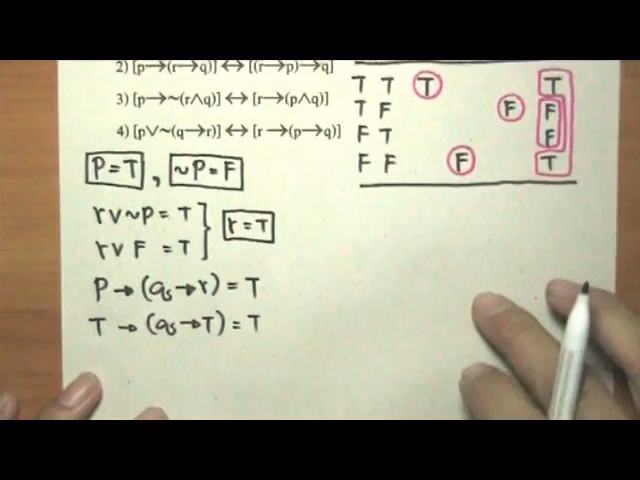 2) [p→(r→q)] ↔ [(r→p)→q]
3) [p→~(r∧q)] ↔ [r→(p∧q)]
4) [p∨~(q→r)] ↔ [r→(p→q)]
P = T , ~P = F
r ∨ ~P = T
r ∨ F = T
r = T
P → (q → r) = T
T → (q → T) = T
T T T T
T F F F
F T F
F F F T